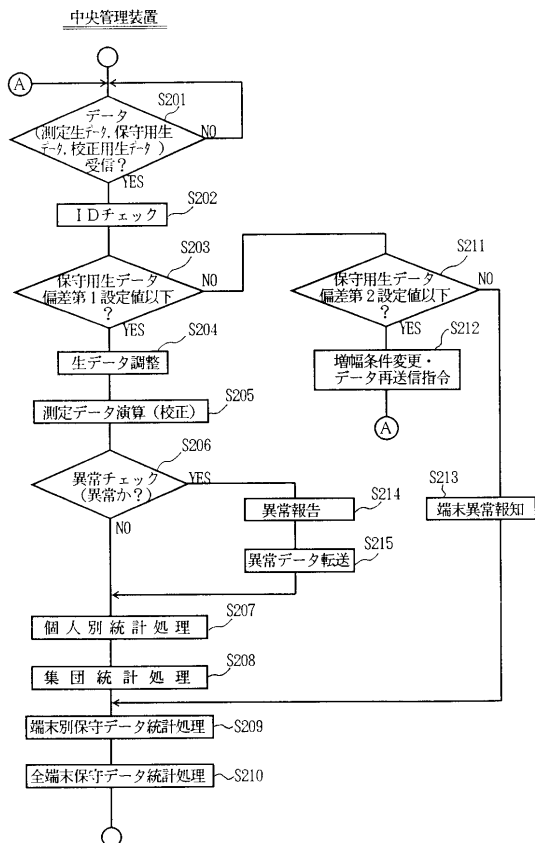 中央管理装置
A
S201
データ
(測定生データ, 保守用生
データ, 校正用生データ)
受信？
NO
YES
S202
IDチェック
S203
保守用生データ
偏差第1設定値以下
？
NO
YES
S204
生データ調整
S205
測定データ演算（校正）
S206
異常チェック
(異常か？)
YES
NO
S207
個人別統計処理
S208
集団統計処理
端末別保守データ統計処理
S209
全端末保守データ統計処理
S210
S211
保守用生データ
偏差第2設定値以下
？
NO
YES
S212
増幅条件変更・
データ再送信指令
A
S213
端末異常報知
異常報告
S214
異常データ転送
S215